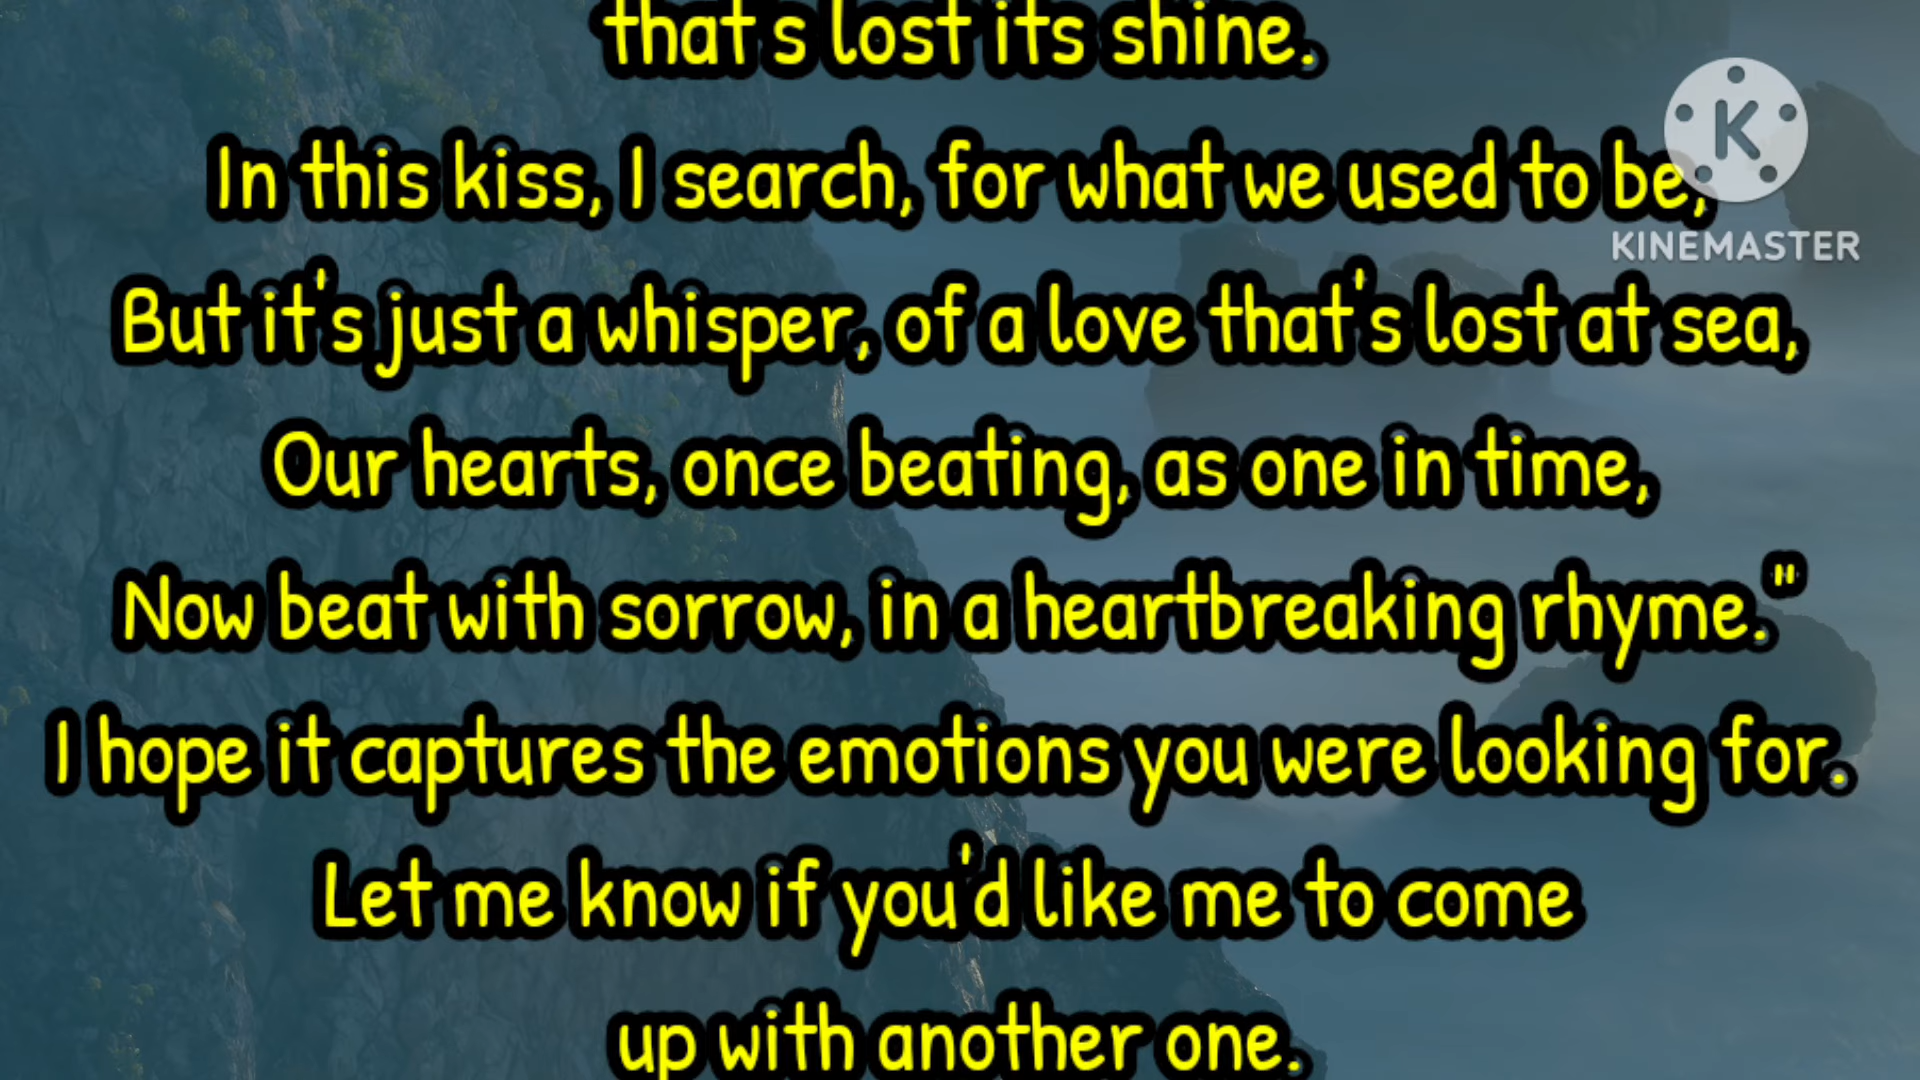 that's lost its shine.
In this kiss, I search, for what we used to be,
KINEMASTER
But it's just a whisper, of a love that's lost at sea,
Our hearts, once beating, as one in time,
Now beat with sorrow, in a heartbreaking rhyme."
I hope it captures the emotions you were looking for.
Let me know if you'd like me to come
up with another one.